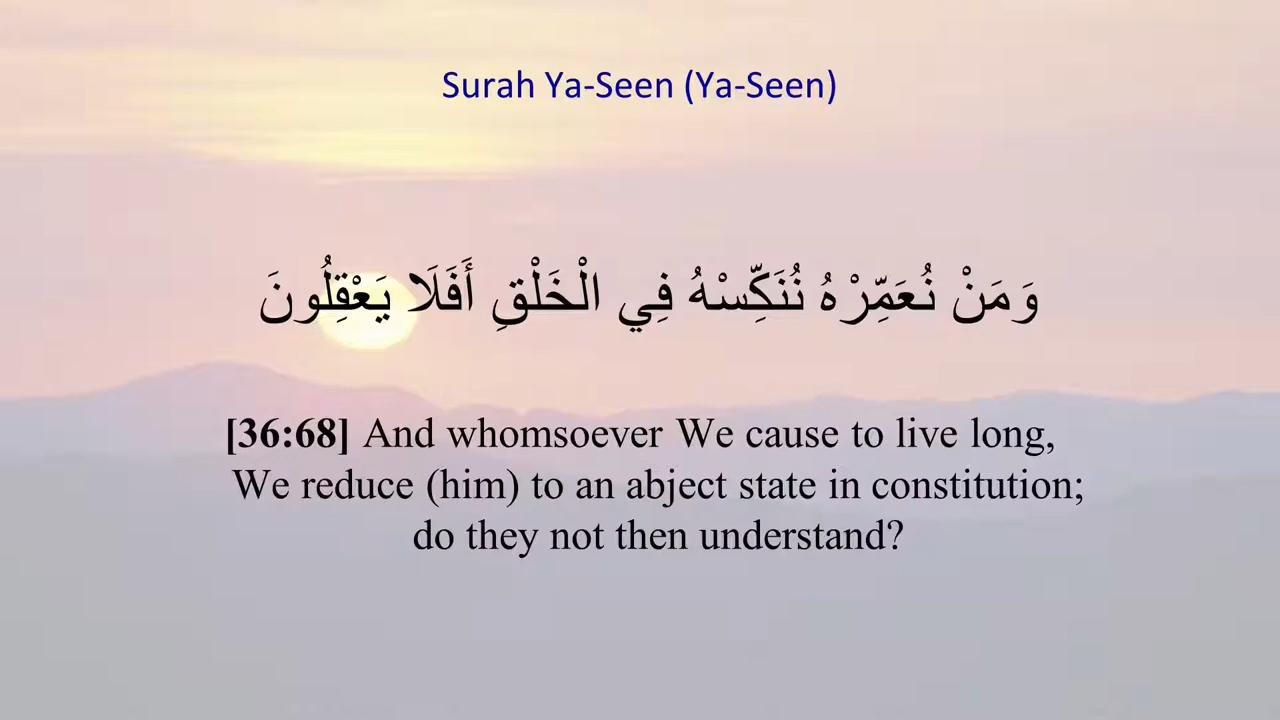 Surah Ya-Seen (Ya-Seen)
وَمَنْ نُعَمِّرْهُ نُنَكِّسْهُ فِي الْخَلْقِ أَفَلَا يَعْقِلُونَ
[36:68] And whomsoever We cause to live long,
We reduce (him) to an abject state in constitution;
do they not then understand?